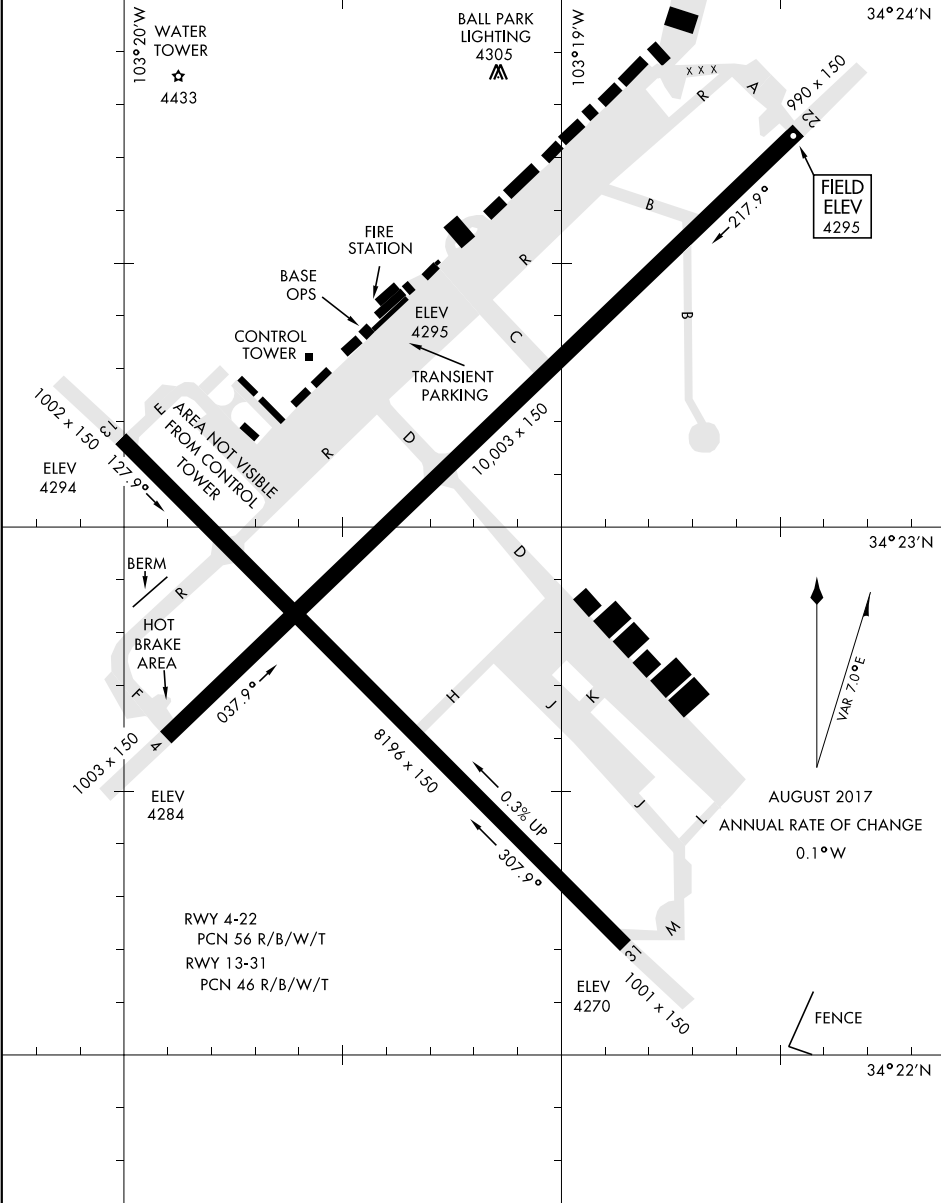 103°20'W
WATER
TOWER
4433
BALL PARK
LIGHTING
4305
103°19'W
34°24'N
X X X
R
A
990 x 150
22
FIELD
ELEV
4295
217.9°
B
B
FIRE
STATION
BASE
OPS
R
ELEV
4295
C
CONTROL
TOWER
TRANSIENT
PARKING
1002 x 150
13
E
AREA NOT VISIBLE
FROM CONTROL
TOWER
R
D
10,003 x 150
ELEV
4294
127.9°
34°23'N
BERM
R
D
HOT
BRAKE
AREA
F
037.9°
4
1003 x 150
ELEV
4284
H
J
K
8196 x 150
0.3% UP
307.9°
J
L
VAR 7.0°E
AUGUST 2017
ANNUAL RATE OF CHANGE
0.1°W
RWY 4-22
PCN 56 R/B/W/T
RWY 13-31
PCN 46 R/B/W/T
M
31
ELEV
4270
1001 x 150
FENCE
34°22'N